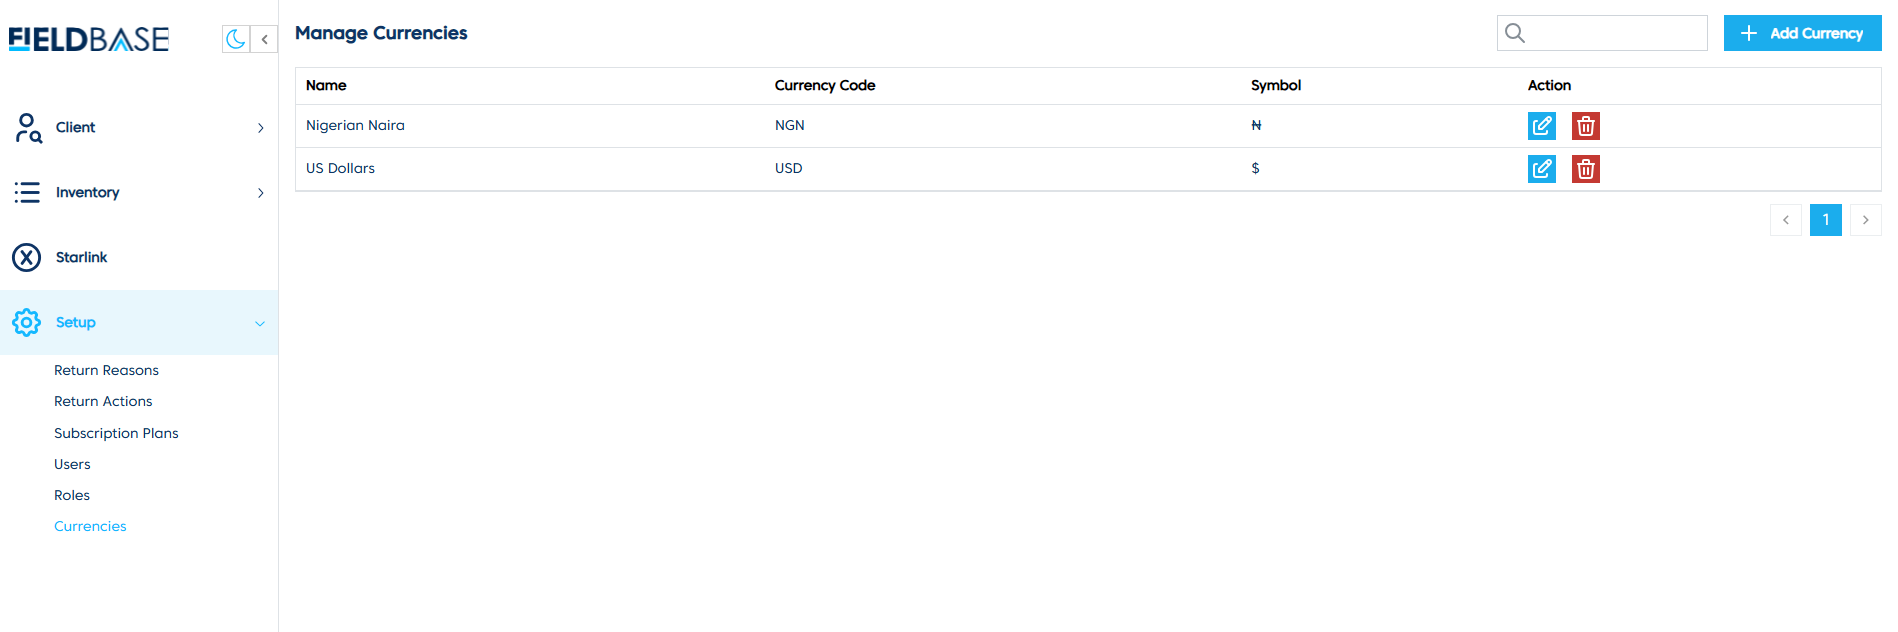 FIELDBASE
Client
Inventory
Starlink
Setup
Return Reasons
Return Actions
Subscription Plans
Users
Roles
Currencies
Manage Currencies
Add Currency
Name Currency Code Symbol Action
Nigerian Naira NGN ₦
US Dollars USD $
1